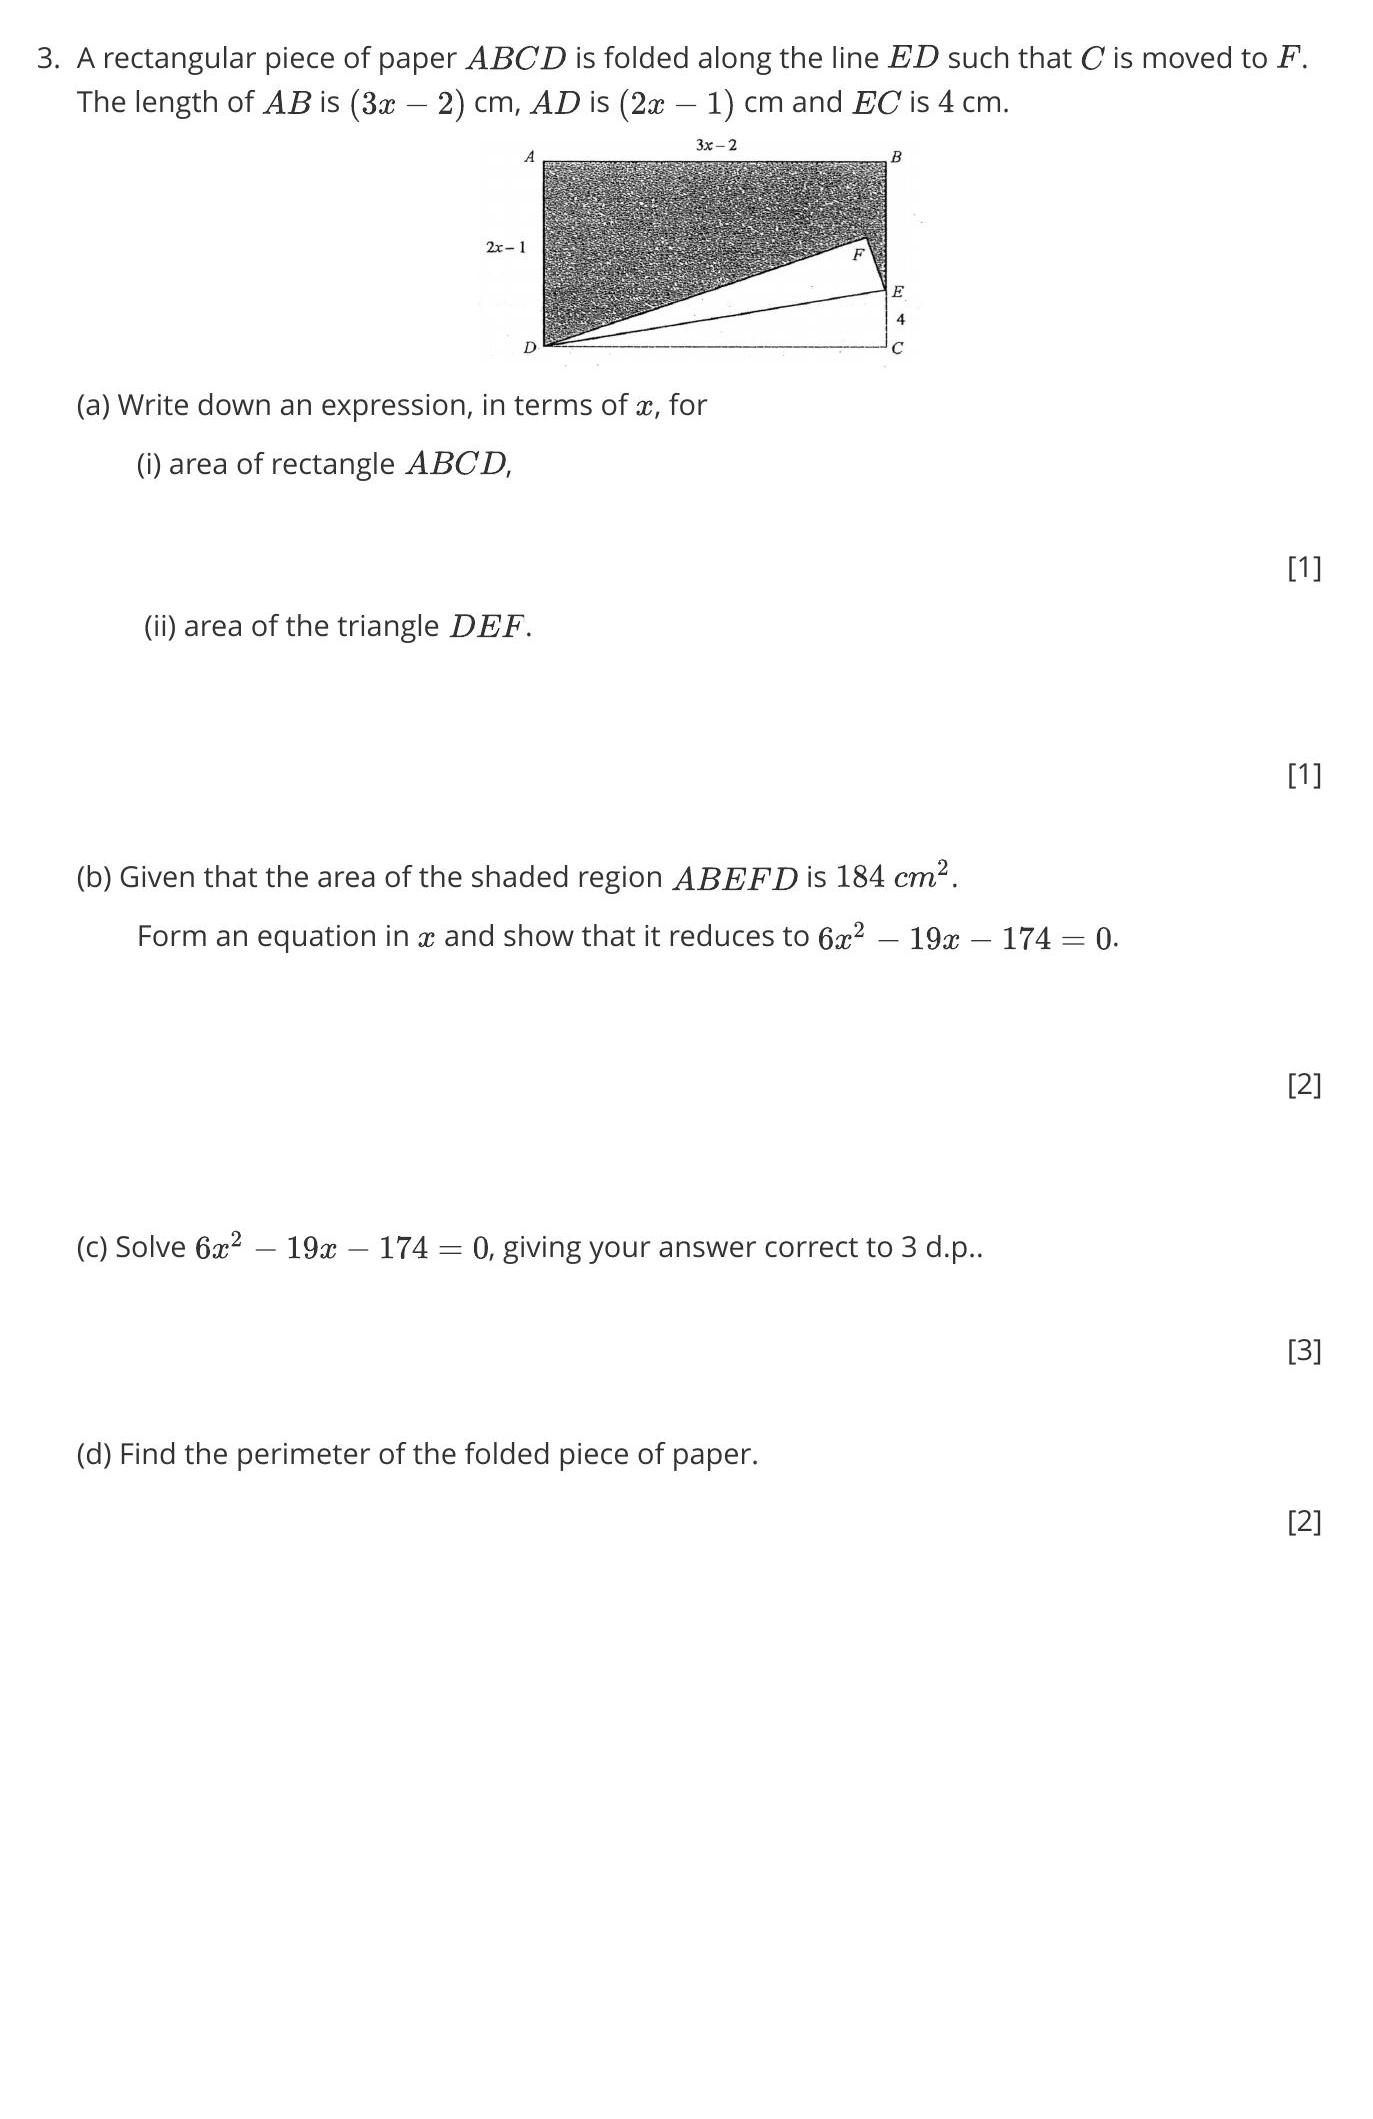 3. A rectangular piece of paper ABCD is folded along the line ED such that C is moved to F.
The length of AB is (3x − 2) cm, AD is (2x − 1) cm and EC is 4 cm.
3x−2
A
B
2x−1
F
E
4
D
C
(a) Write down an expression, in terms of x, for
(i) area of rectangle ABCD,
[1]
(ii) area of the triangle DEF.
[1]
(b) Given that the area of the shaded region ABEFD is 184 cm².
Form an equation in x and show that it reduces to 6x² − 19x − 174 = 0.
[2]
(c) Solve 6x² − 19x − 174 = 0, giving your answer correct to 3 d.p..
[3]
(d) Find the perimeter of the folded piece of paper.
[2]